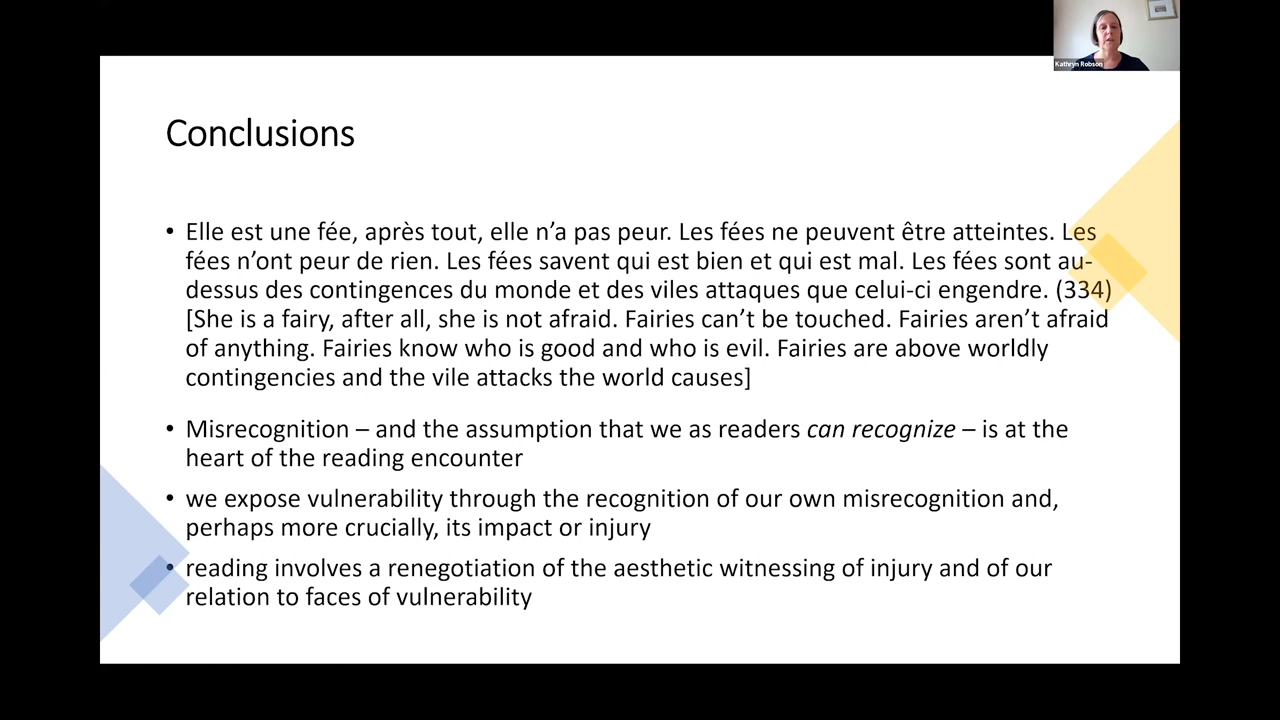 Kathryn Robson
Conclusions
• Elle est une fée, après tout, elle n’a pas peur. Les fées ne peuvent être atteintes. Les
fées n’ont peur de rien. Les fées savent qui est bien et qui est mal. Les fées sont au-
dessus des contingences du monde et des viles attaques que celui-ci engendre. (334)
[She is a fairy, after all, she is not afraid. Fairies can’t be touched. Fairies aren’t afraid
of anything. Fairies know who is good and who is evil. Fairies are above worldly
contingencies and the vile attacks the world causes]
• Misrecognition – and the assumption that we as readers can recognize – is at the
heart of the reading encounter
• we expose vulnerability through the recognition of our own misrecognition and,
perhaps more crucially, its impact or injury
• reading involves a renegotiation of the aesthetic witnessing of injury and of our
relation to faces of vulnerability